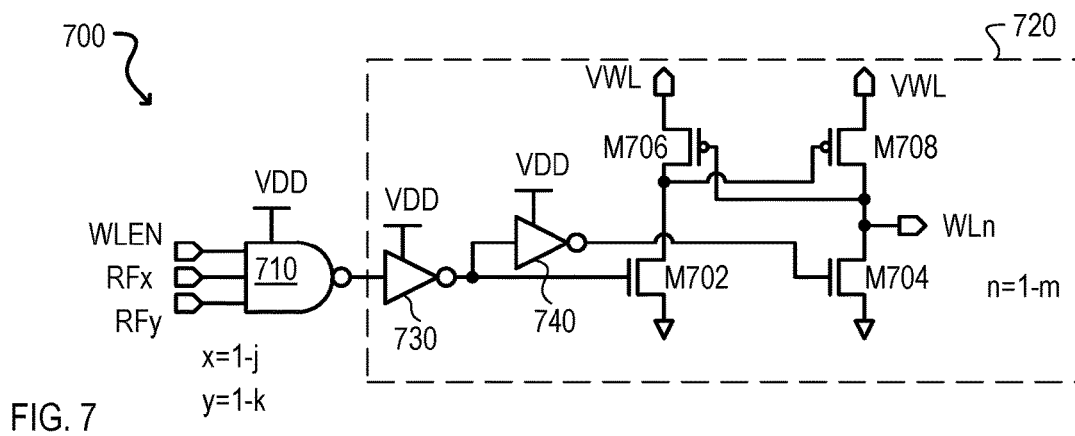 700
720
VWL
VWL
M706
M708
VDD
VDD
VDD
WLEN
RFx
RFy
710
WLn
M702
M704
730
740
n=1-m
x=1-j
y=1-k
FIG. 7